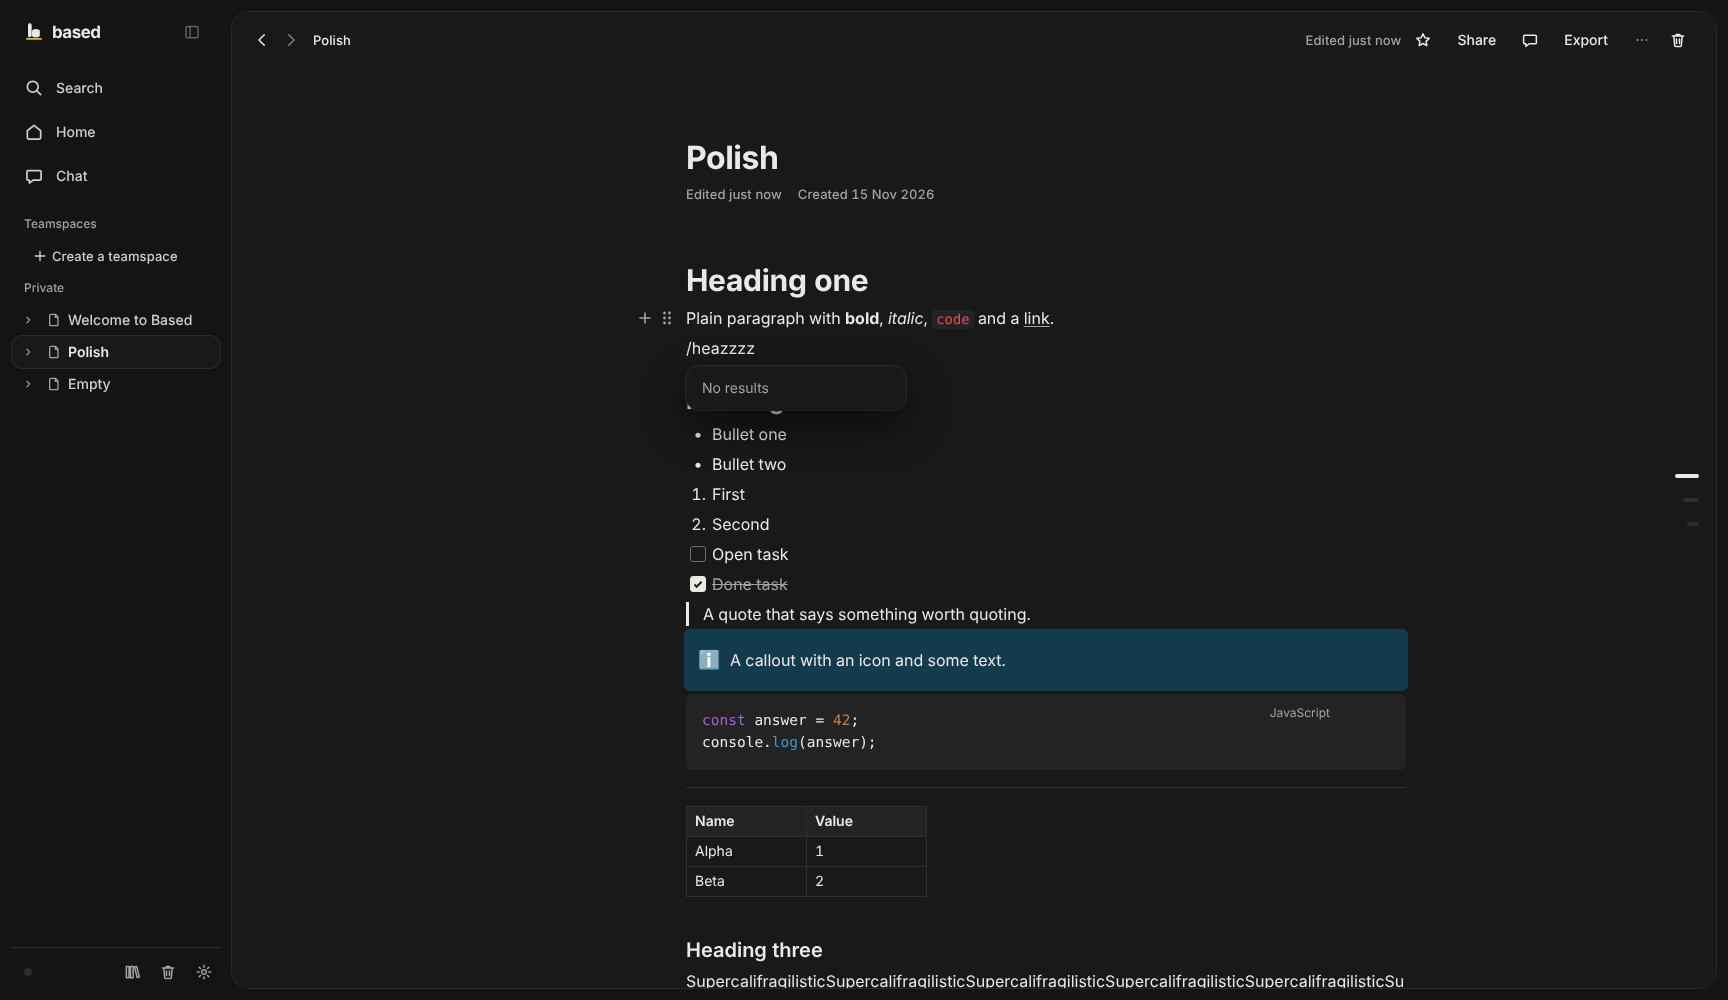 based
Search
Home
Chat
Teamspaces
Create a teamspace
Private
Welcome to Based
Polish
Empty
Polish
Edited just now
Share
Export
Polish
Edited just now Created 15 Nov 2026
Heading one
Plain paragraph with bold, italic, code and a link.
/heazzzz
No results
• Bullet one
• Bullet two
1. First
2. Second
Open task
Done task
A quote that says something worth quoting.
ℹ️ A callout with an icon and some text.
JavaScript
const answer = 42;
console.log(answer);
Name Value
Alpha 1
Beta 2
Heading three
SupercalifragilisticSupercalifragilisticSupercalifragilisticSupercalifragilisticSupercalifragilisticSu